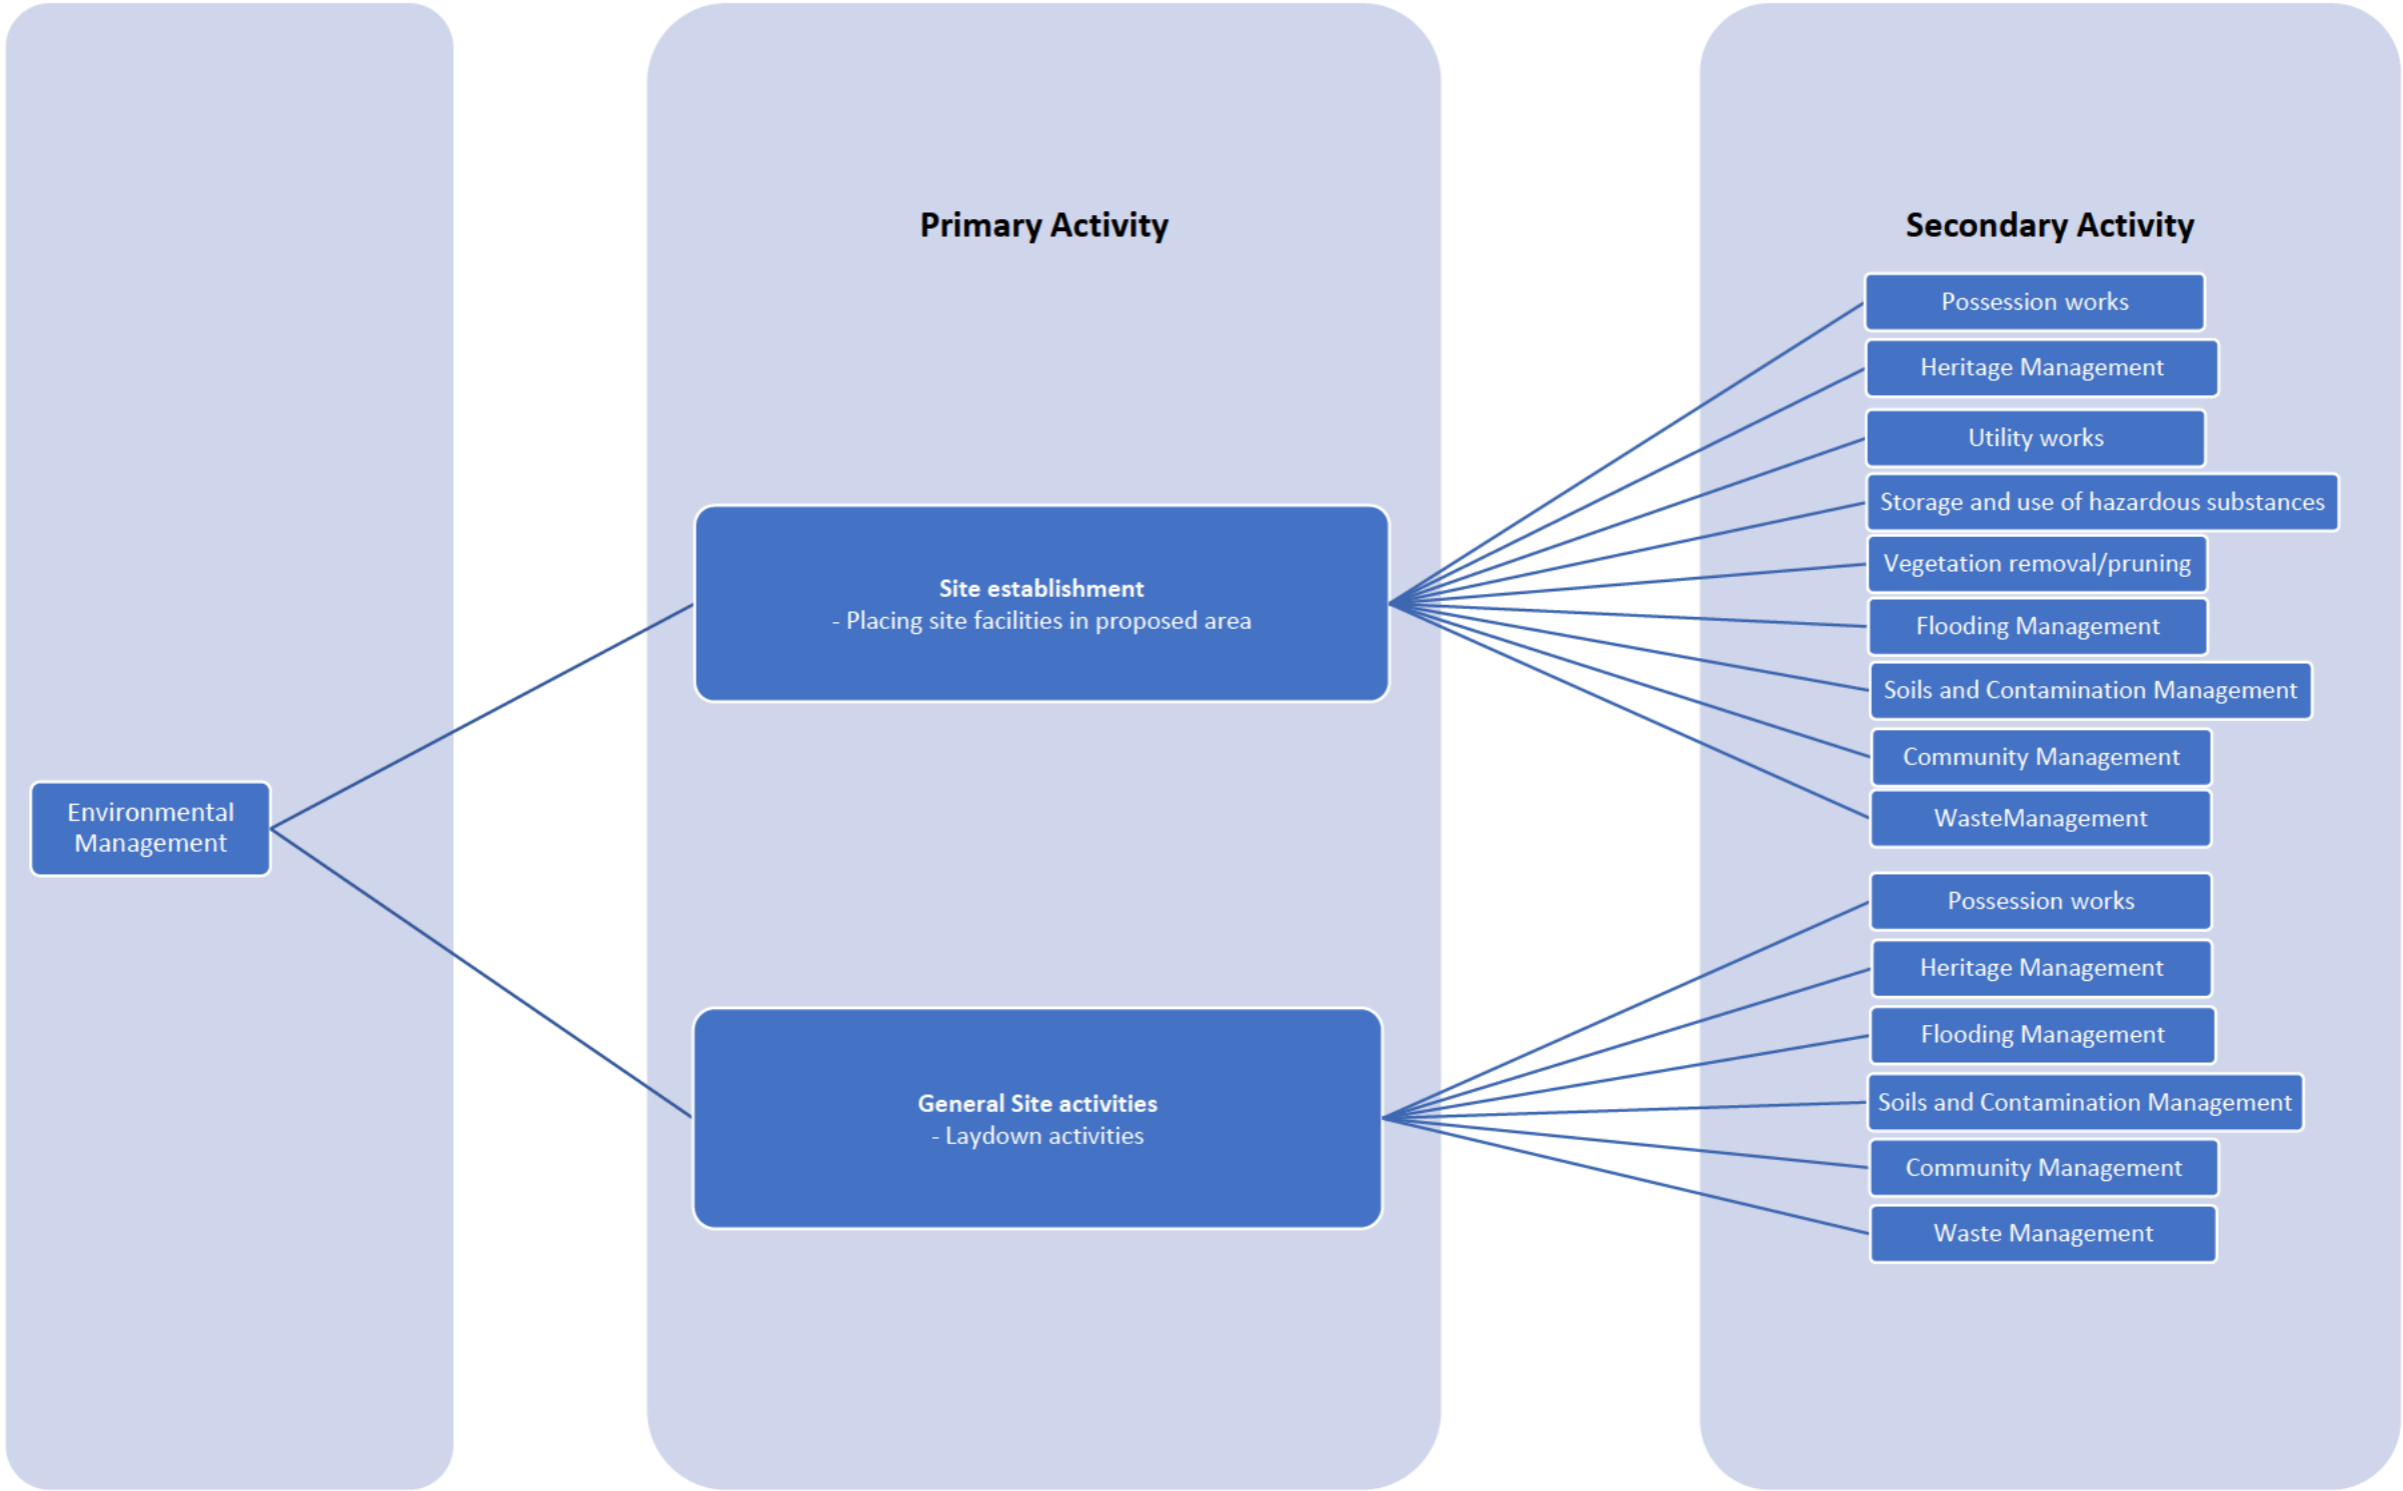 Primary Activity
Secondary Activity
Environmental
Management
Site establishment
- Placing site facilities in proposed area
General Site activities
- Laydown activities
Possession works
Heritage Management
Utility works
Storage and use of hazardous substances
Vegetation removal/pruning
Flooding Management
Soils and Contamination Management
Community Management
WasteManagement
Possession works
Heritage Management
Flooding Management
Soils and Contamination Management
Community Management
Waste Management